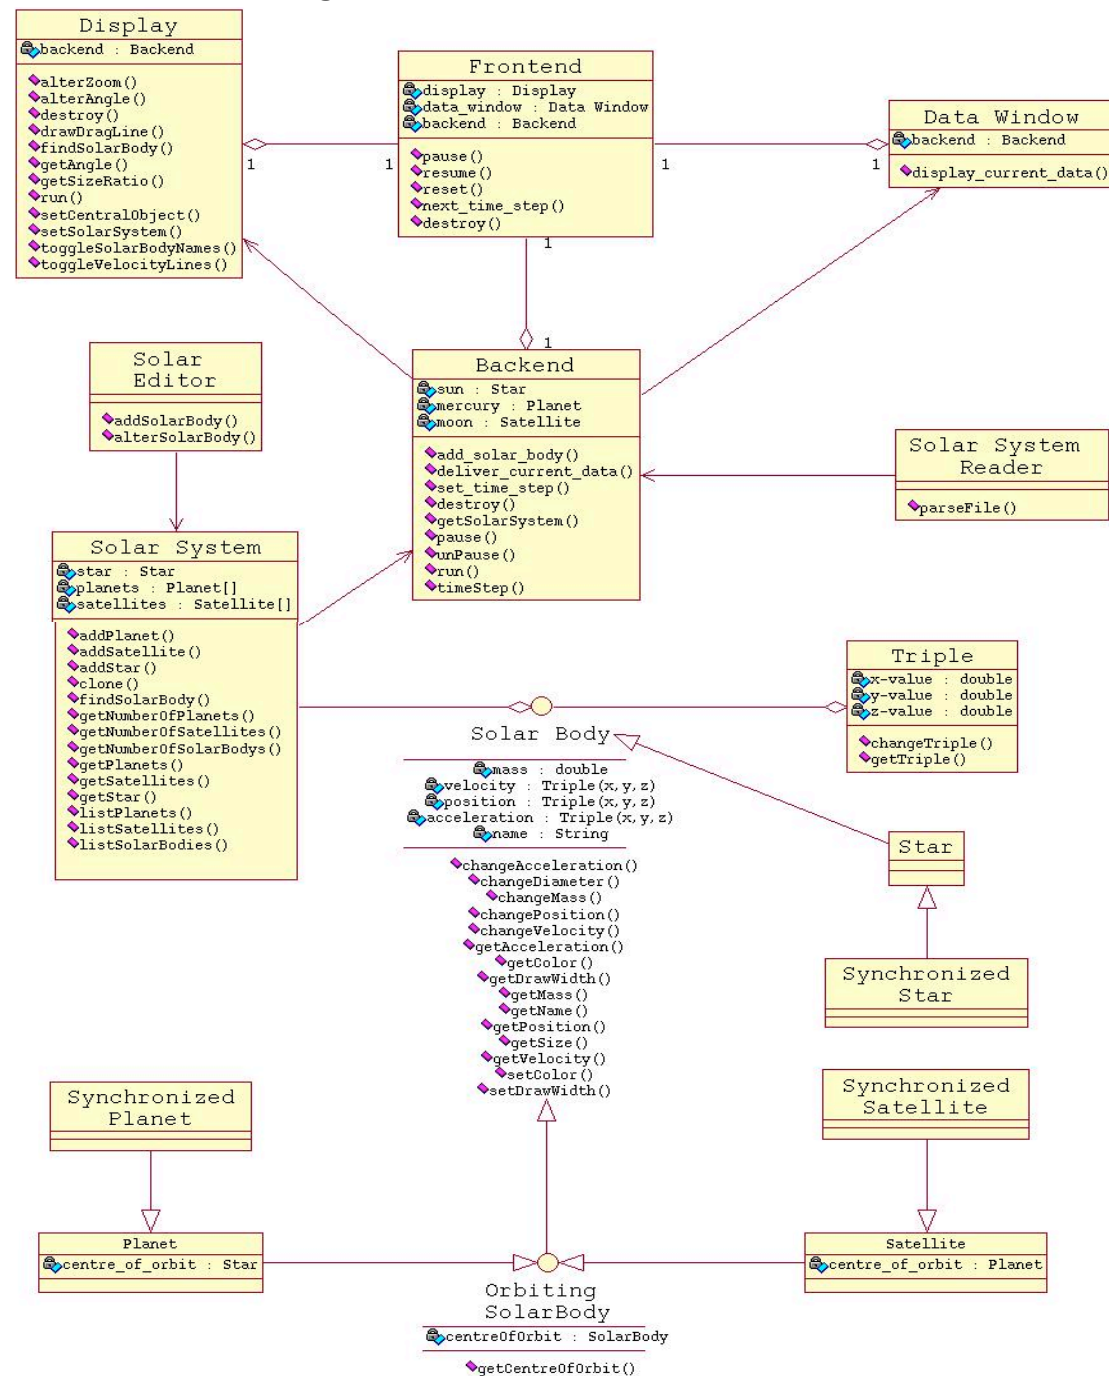 Display
backend : Backend
alterZoom()
alterAngle()
destroy()
drawDragLine()
findSolarBody()
getAngle()
getSizeRatio()
run()
setCentralObject()
setSolarSystem()
toggleSolarBodyNames()
toggleVelocityLines()
1
1
Frontend
display : Display
data_window : Data Window
backend : Backend
pause()
resume()
reset()
next_time_step()
destroy()
1
1
1
1
Data Window
backend : Backend
display_current_data()
Solar
Editor
addSolarBody()
alterSolarBody()
Backend
sun : Star
mercury : Planet
moon : Satellite
add_solar_body()
deliver_current_data()
set_time_step()
destroy()
getSolarSystem()
pause()
unPause()
run()
timeStep()
Solar System
Reader
parseFile()
Solar System
star : Star
planets : Planet[]
satellites : Satellite[]
addPlanet()
addSatellite()
addStar()
clone()
findSolarBody()
getNumberOfPlanets()
getNumberOfSatellites()
getNumberOfSolarBodys()
getPlanets()
getSatellites()
getStar()
listPlanets()
listSatellites()
listSolarBodies()
Solar Body
mass : double
velocity : Triple(x,y,z)
position : Triple(x,y,z)
acceleration : Triple(x,y,z)
name : String
changeAcceleration()
changeDiameter()
changeMass()
changePosition()
changeVelocity()
getAcceleration()
getColor()
getDrawWidth()
getMass()
getName()
getPosition()
getSize()
getVelocity()
setColor()
setDrawWidth()
Triple
x-value : double
y-value : double
z-value : double
changeTriple()
getTriple()
Star
Synchronized
Star
Synchronized
Planet
Synchronized
Satellite
Planet
centre_of_orbit : Star
Satellite
centre_of_orbit : Planet
Orbiting
SolarBody
centreOfOrbit : SolarBody
getCentreOfOrbit()